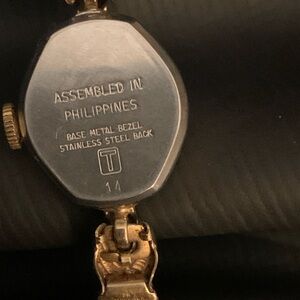 ASSEMBLED IN
PHILIPPINES
BASE METAL BEZEL
STAINLESS STEEL BACK
T
14